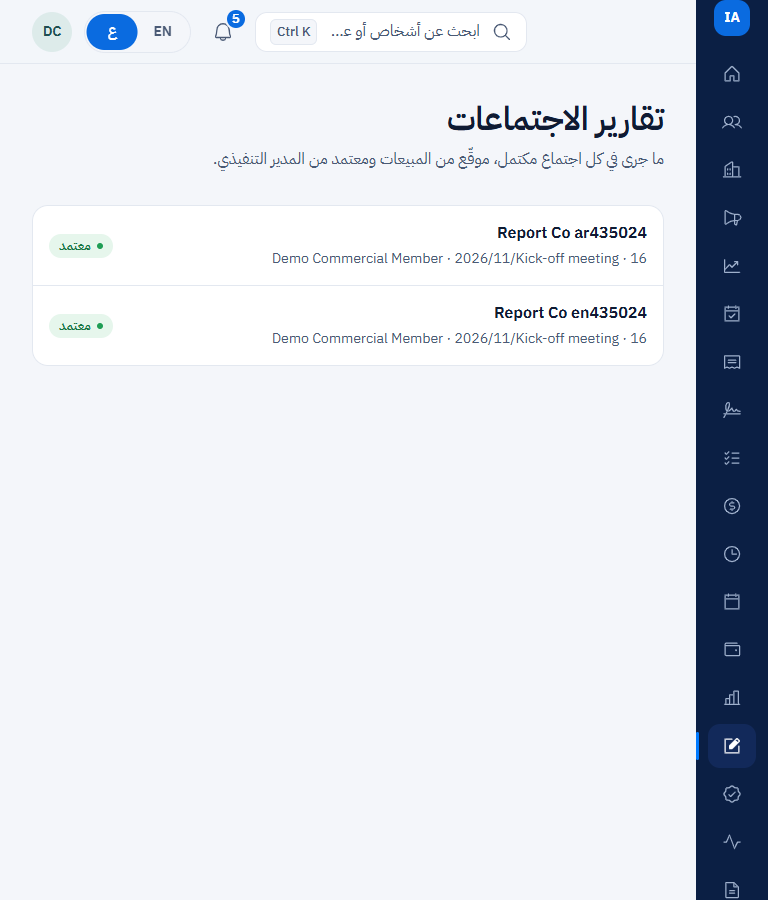 IA
ابحث عن أشخاص أو ع...
Ctrl K
5
EN
ع
DC
تقارير الاجتماعات
ما جرى في كل اجتماع مكتمل، موقّع من المبيعات ومعتمد من المدير التنفيذي.
Report Co ar435024
Demo Commercial Member · 2026/11/Kick-off meeting · 16
معتمد
Report Co en435024
Demo Commercial Member · 2026/11/Kick-off meeting · 16
معتمد